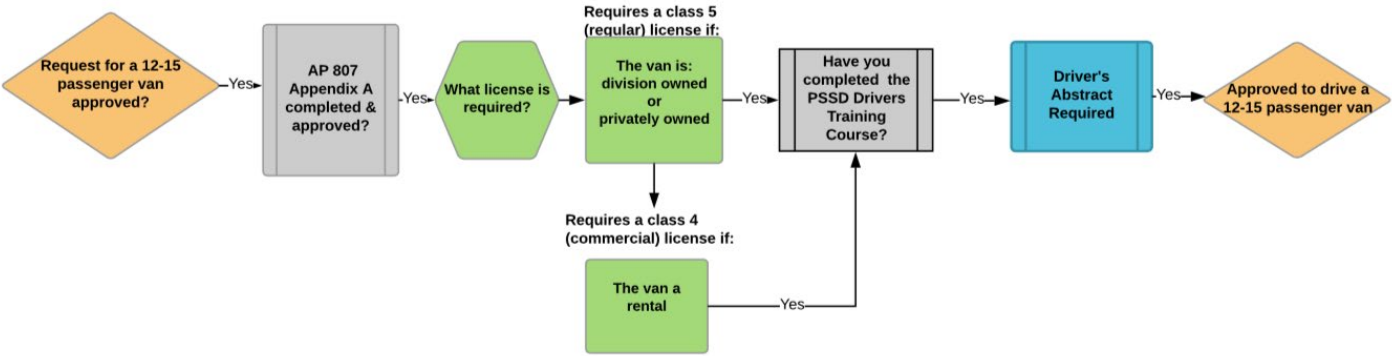 Request for a 12-15
passenger van
approved?
Yes
AP 807
Appendix A
completed &
approved?
Yes
What license is
required?
Requires a class 5
(regular) license if:
The van is:
division owned
or
privately owned
Yes
Have you
completed the
PSSD Drivers
Training
Course?
Yes
Driver's
Abstract
Required
Yes
Approved to drive a
12-15 passenger van
Requires a class 4
(commercial) license if:
The van a
rental
Yes